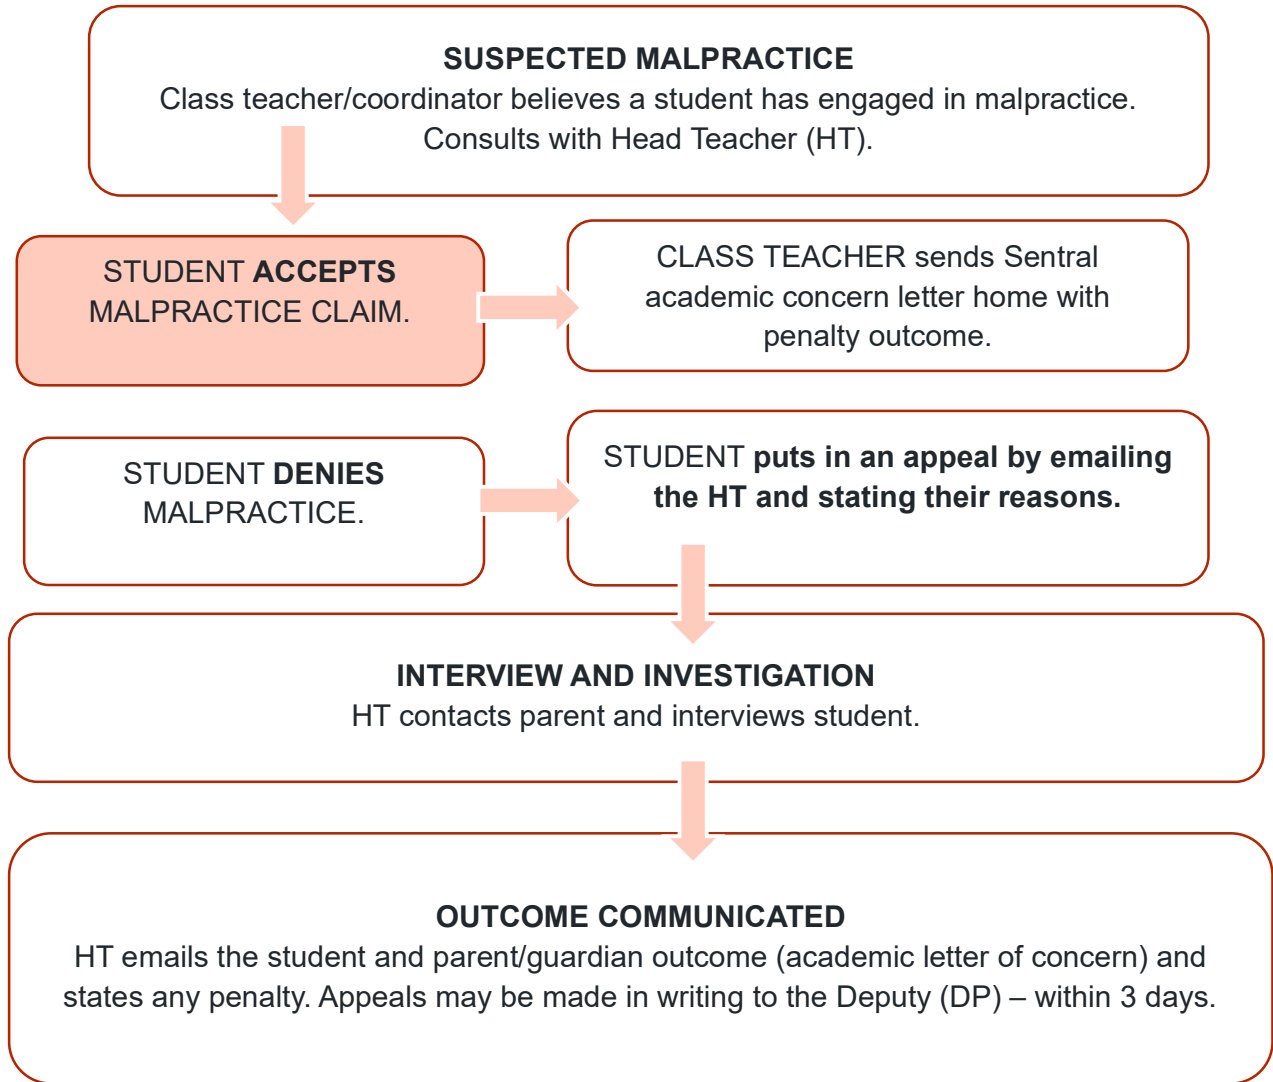 SUSPECTED MALPRACTICE
Class teacher/coordinator believes a student has engaged in malpractice.
Consults with Head Teacher (HT).
STUDENT ACCEPTS
MALPRACTICE CLAIM.
CLASS TEACHER sends Sentral
academic concern letter home with
penalty outcome.
STUDENT DENIES
MALPRACTICE.
STUDENT puts in an appeal by emailing
the HT and stating their reasons.
INTERVIEW AND INVESTIGATION
HT contacts parent and interviews student.
OUTCOME COMMUNICATED
HT emails the student and parent/guardian outcome (academic letter of concern) and
states any penalty. Appeals may be made in writing to the Deputy (DP) – within 3 days.